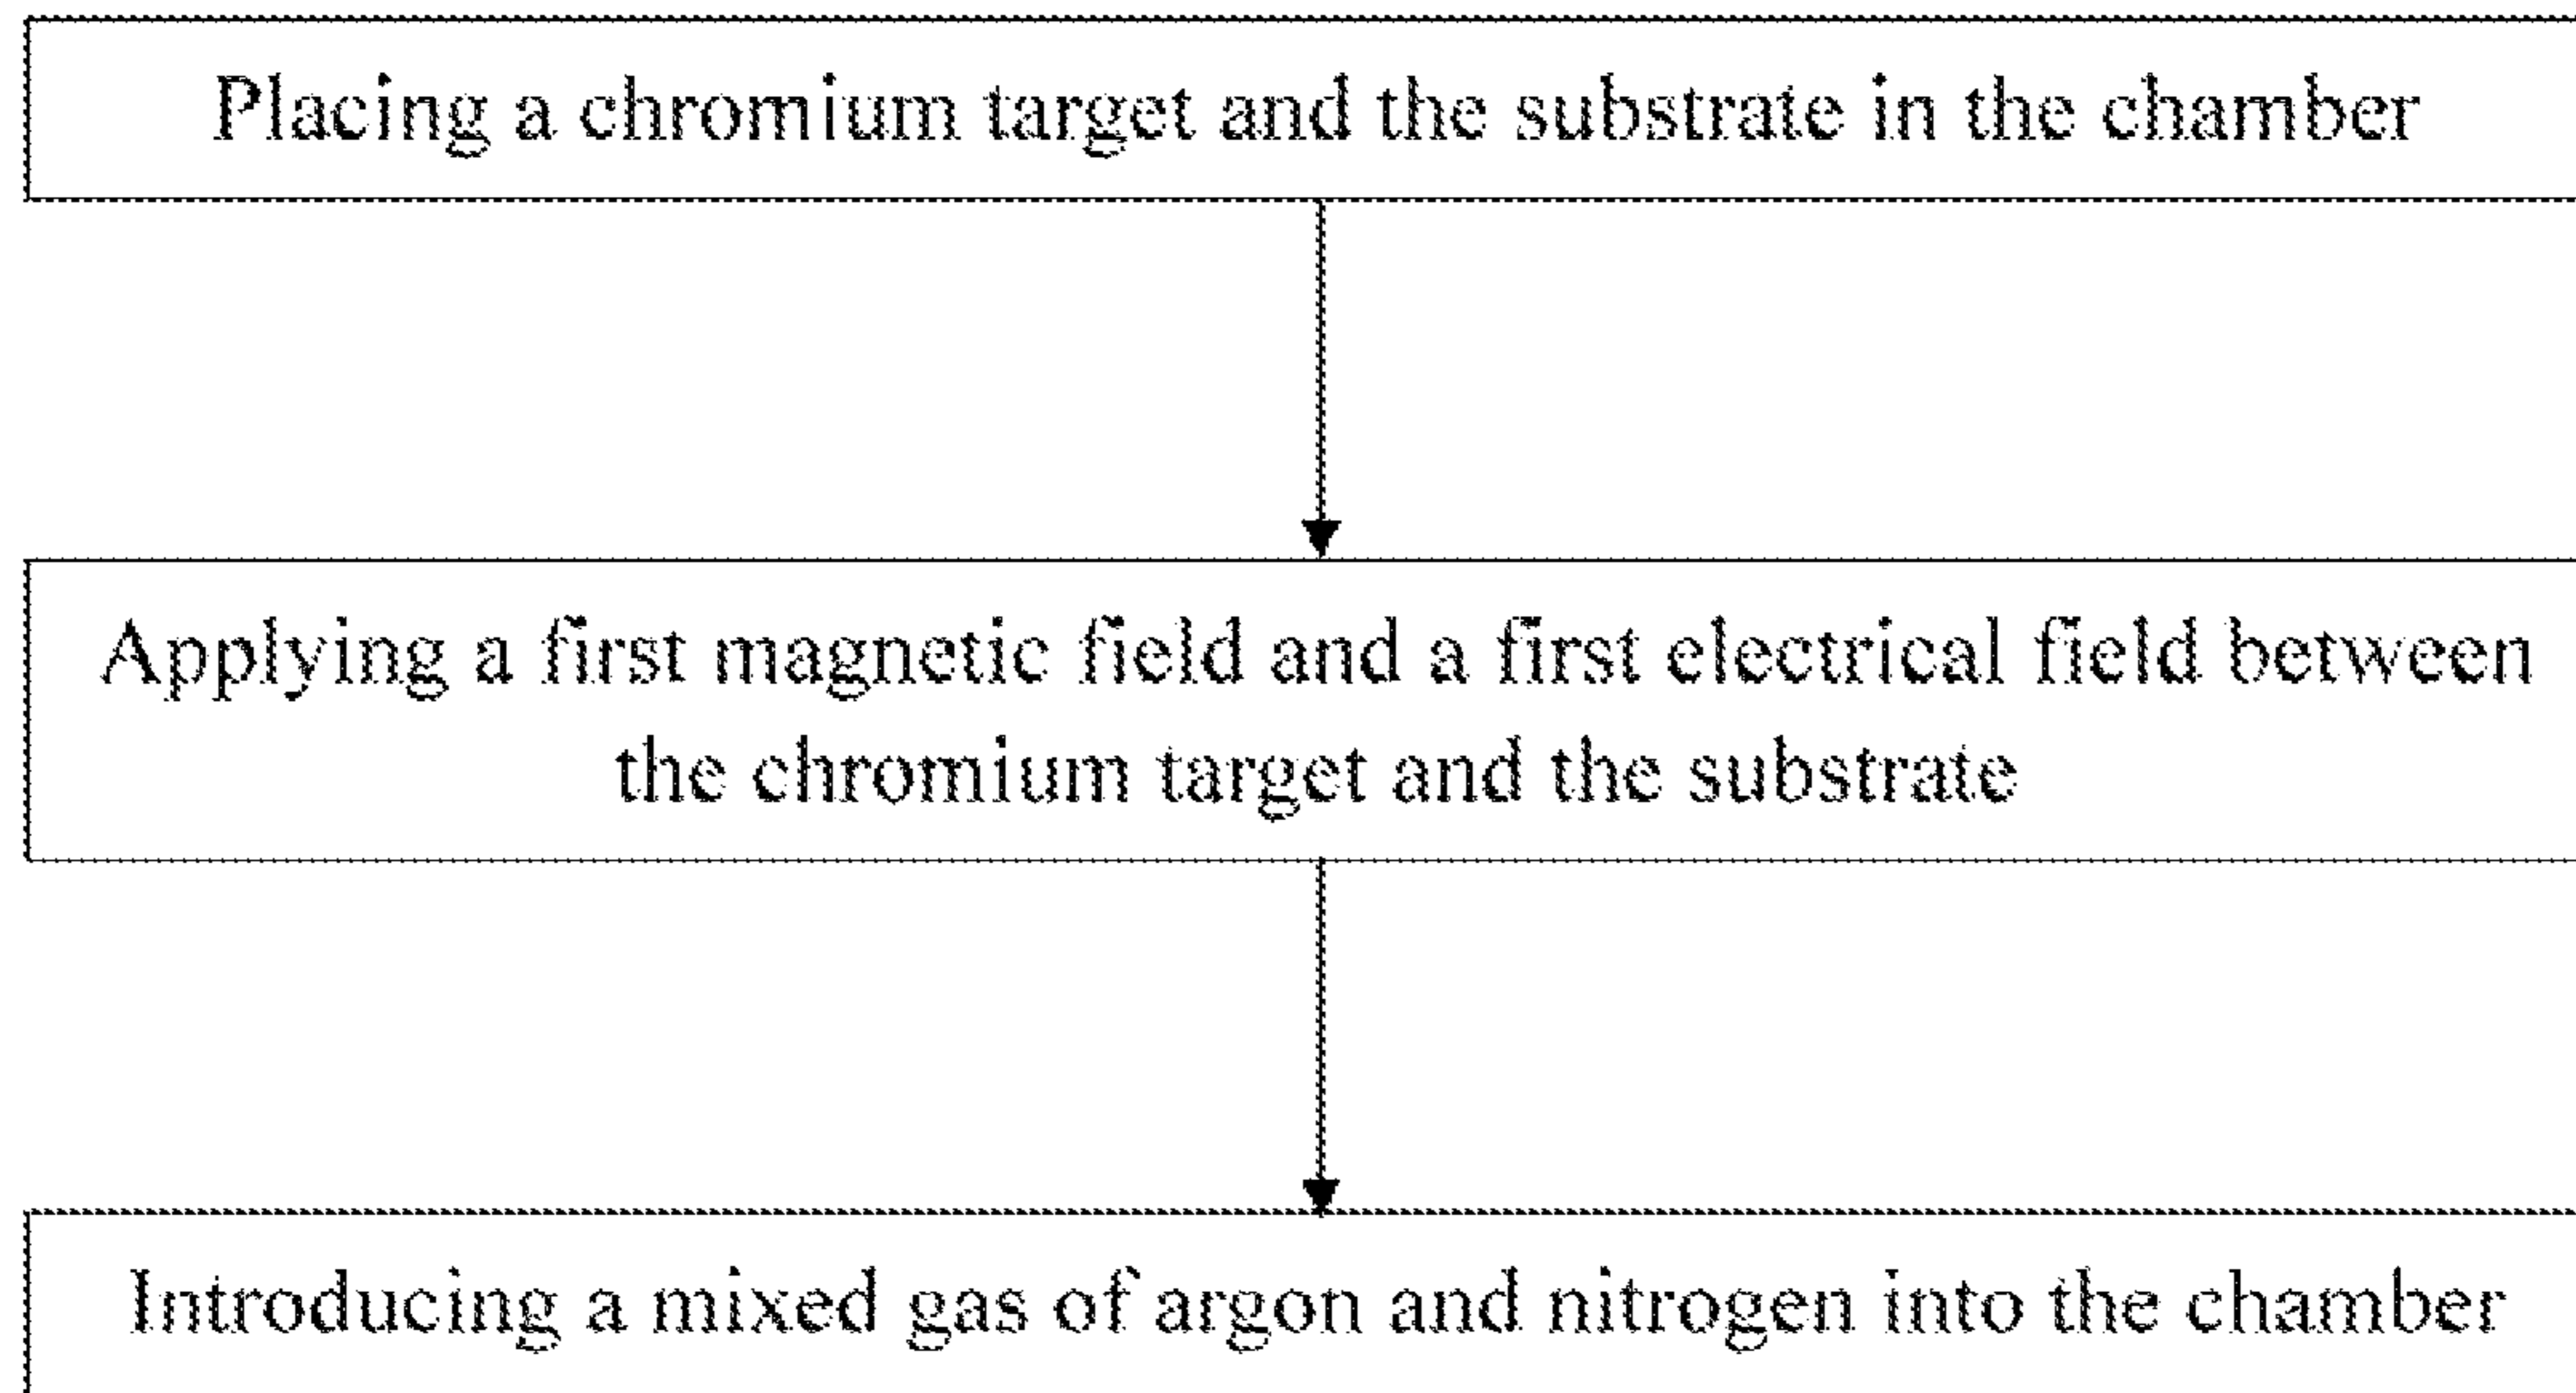 Placing a chromium target and the substrate in the chamber
Applying a first magnetic field and a first electrical field between
the chromium target and the substrate
Introducing a mixed gas of argon and nitrogen into the chamber